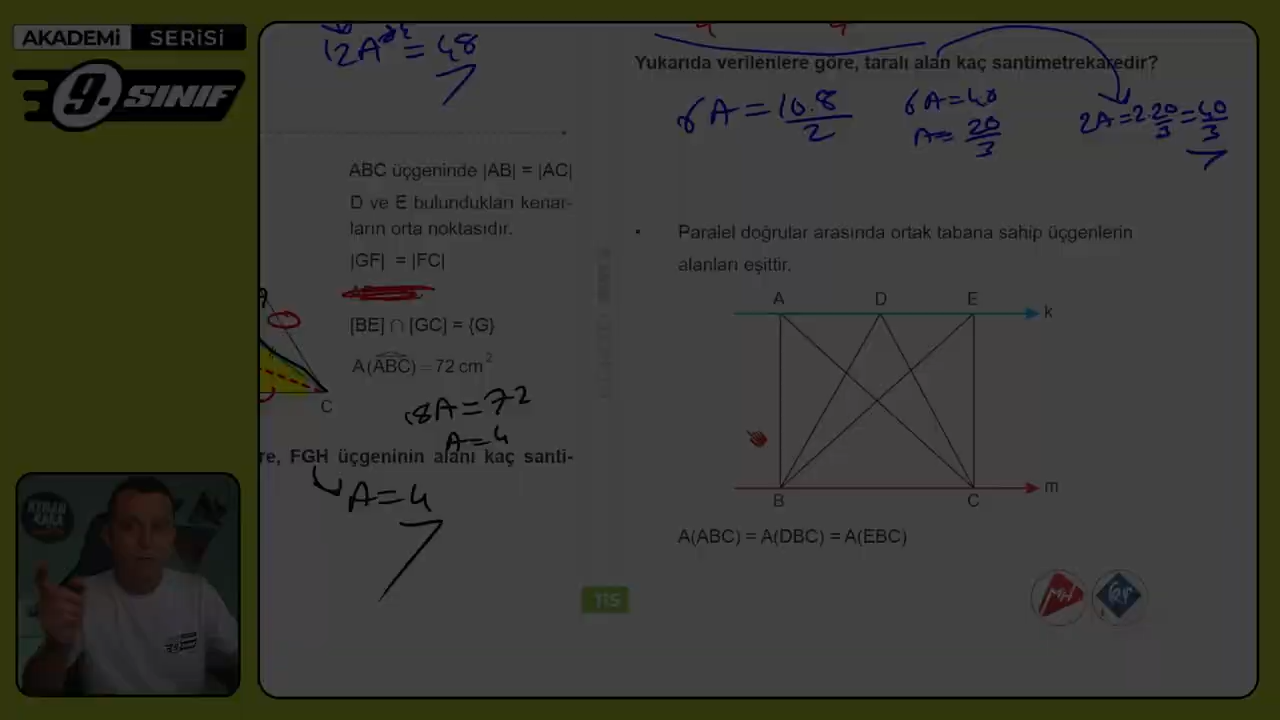 AKADEMİ SERİSİ
9. SINIF
12A = 48
ABC üçgeninde |AB| = |AC|
D ve E bulundukları kenar-
ların orta noktasıdır.
|GF| = |FC|
[BE] ∩ [GC] = {G}
A(ABC) = 72 cm²
18A = 72
A = 4
C
re, FGH üçgeninin alanı kaç santi-
A = 4
115
Yukarıda verilenlere göre, taralı alan kaç santimetrekaredir?
6A = 10.8/2
6A = 40
A = 20/3
2A = 2.20/3 = 40/3
• Paralel doğrular arasında ortak tabana sahip üçgenlerin
alanları eşittir.
A D E
k
B C
m
A(ABC) = A(DBC) = A(EBC)
MH